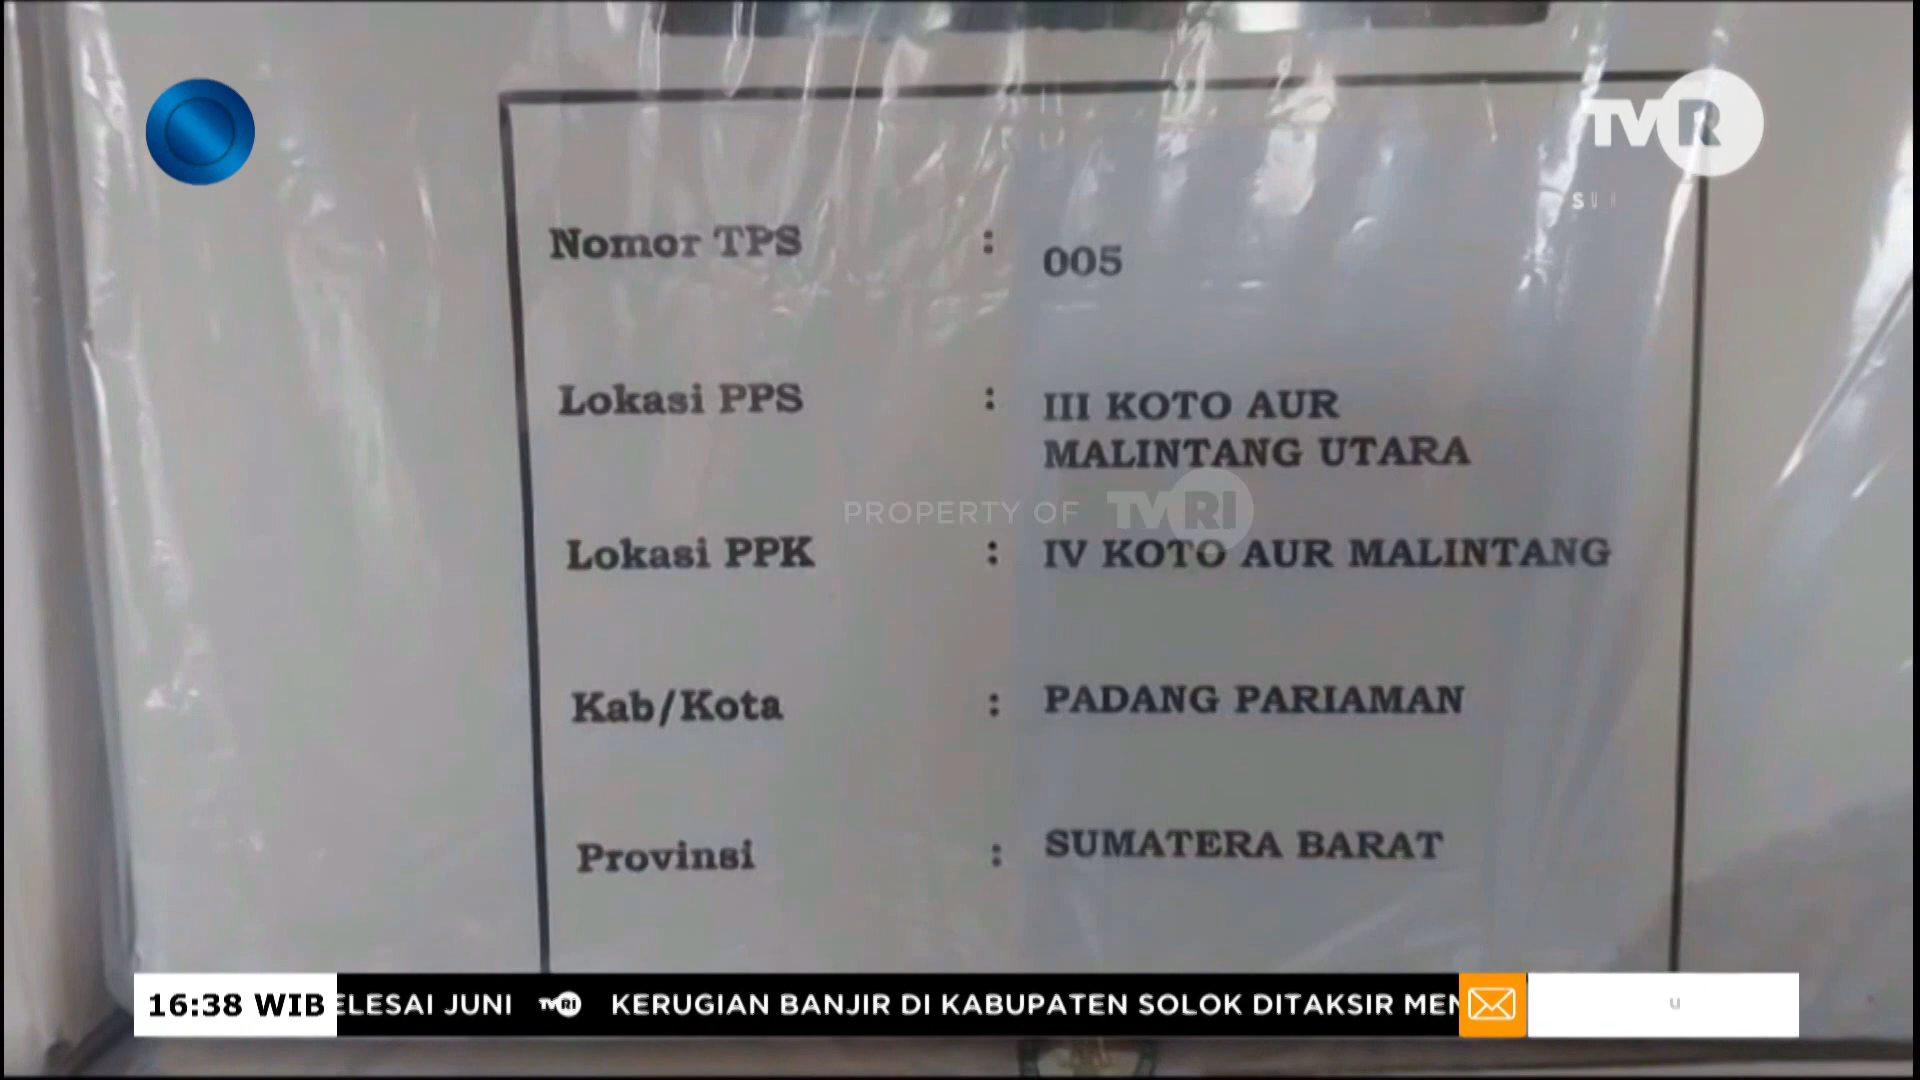 TVR
Nomor TPS : 005
Lokasi PPS : III KOTO AUR
MALINTANG UTARA
PROPERTY OF TVRI
Lokasi PPK : IV KOTO AUR MALINTANG
Kab/Kota : PADANG PARIAMAN
Provinsi : SUMATERA BARAT
16:38 WIB ELESAI JUNI TVRI KERUGIAN BANJIR DI KABUPATEN SOLOK DITAKSIR MEN u